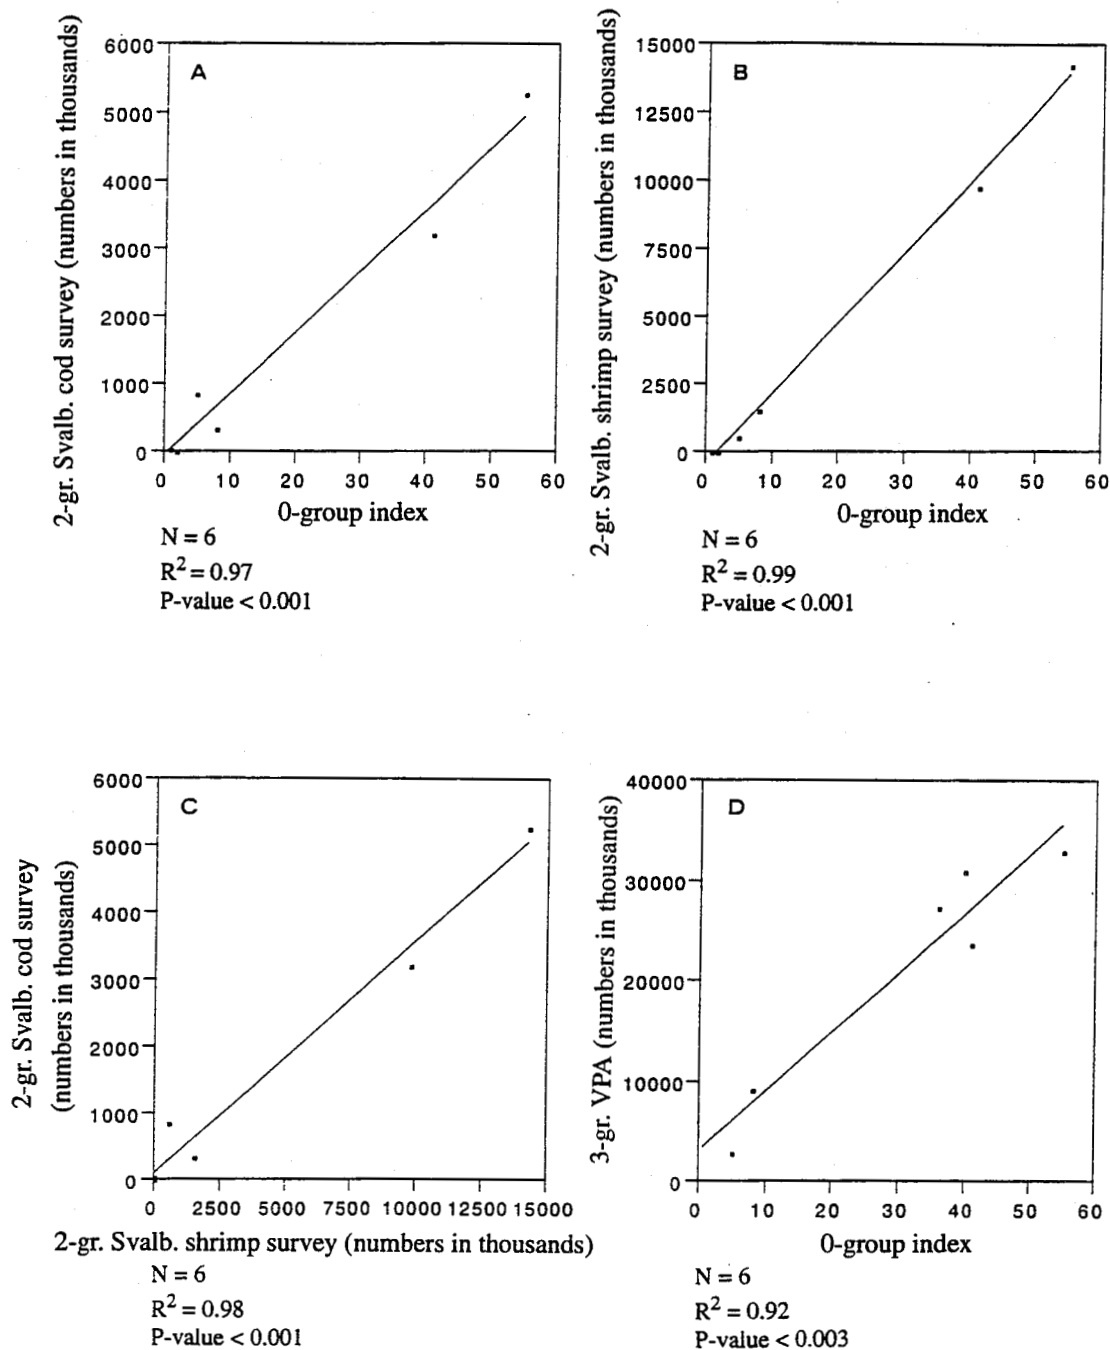 A
2-gr. Svalb. cod survey (numbers in thousands)
6000
5000
4000
3000
2000
1000
0
0 10 20 30 40 50 60
0-group index
N = 6
R2 = 0.97
P-value < 0.001
B
2-gr. Svalb. shrimp survey (numbers in thousands)
15000
12500
10000
7500
5000
2500
0
0 10 20 30 40 50 60
0-group index
N = 6
R2 = 0.99
P-value < 0.001
C
2-gr. Svalb. cod survey
(numbers in thousands)
6000
5000
4000
3000
2000
1000
0
0 2500 5000 7500 10000 12500 15000
2-gr. Svalb. shrimp survey (numbers in thousands)
N = 6
R2 = 0.98
P-value < 0.001
D
3-gr. VPA (numbers in thousands)
40000
30000
20000
10000
0
0 10 20 30 40 50 60
0-group index
N = 6
R2 = 0.92
P-value < 0.003